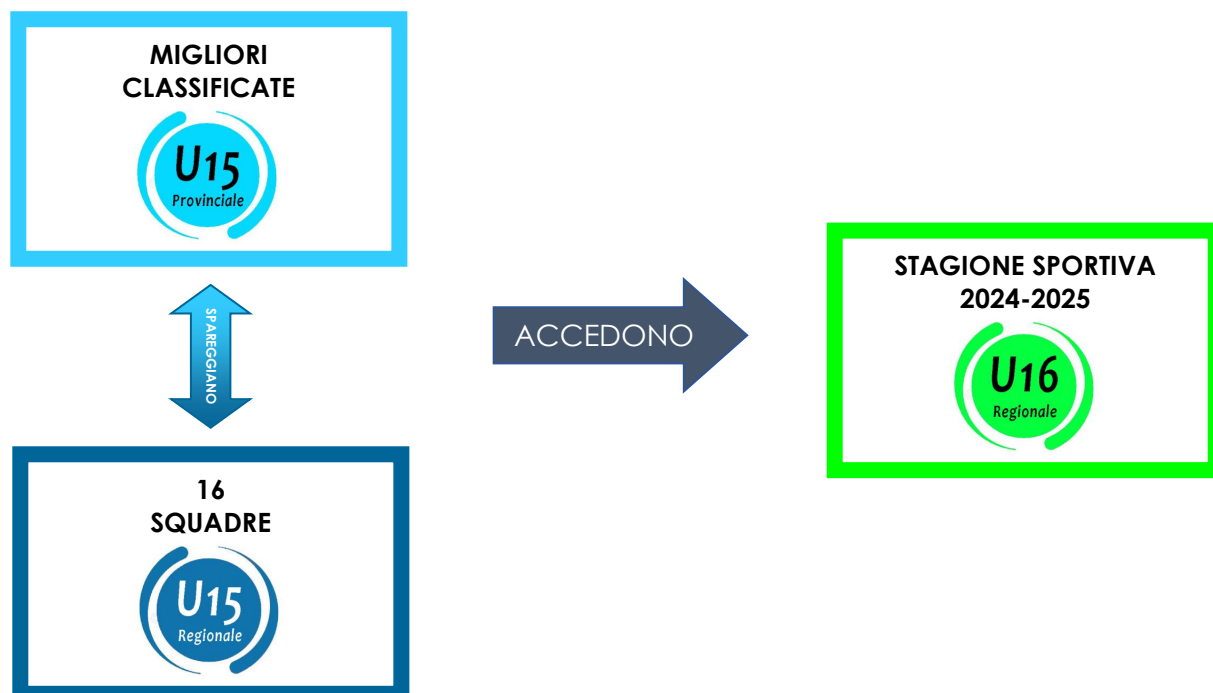 MIGLIORI
CLASSIFICATE
U15
Provinciale
SPAREGGIANO
16
SQUADRE
U15
Regionale
ACCEDONO
STAGIONE SPORTIVA
2024-2025
U16
Regionale